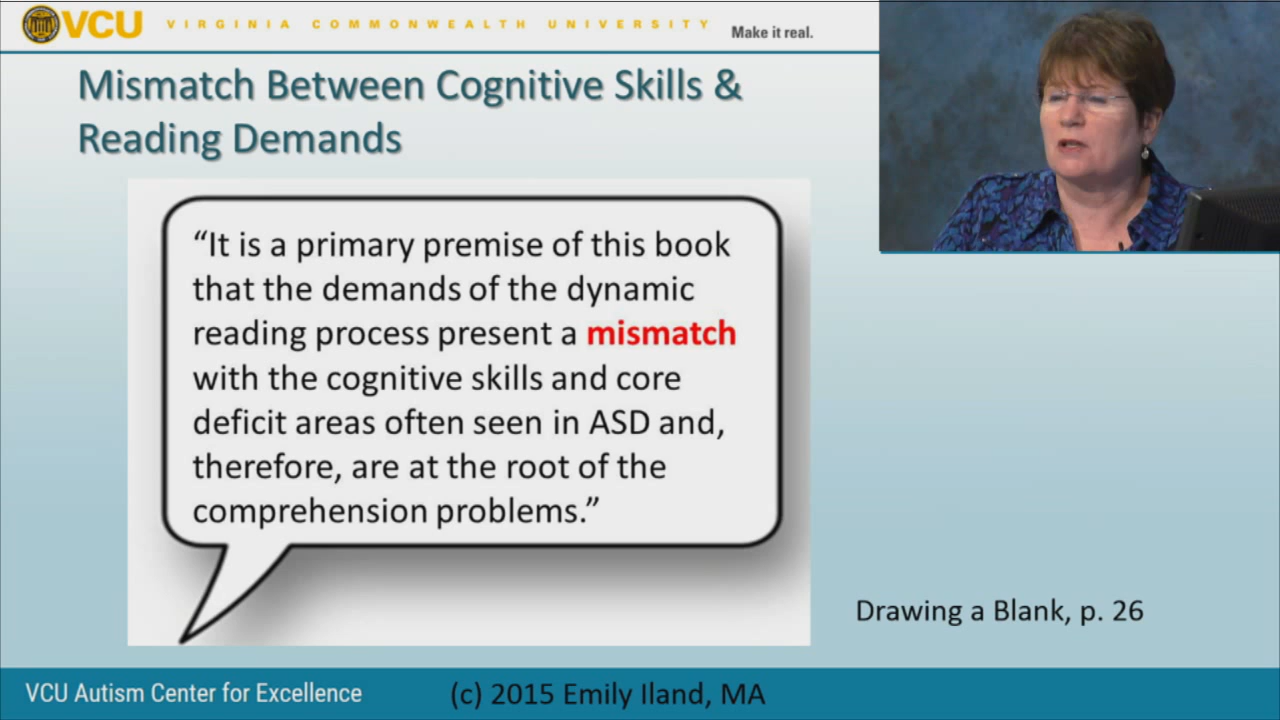 VCU VIRGINIA COMMONWEALTH UNIVERSITY Make it real.
Mismatch Between Cognitive Skills &
Reading Demands
“It is a primary premise of this book
that the demands of the dynamic
reading process present a mismatch
with the cognitive skills and core
deficit areas often seen in ASD and,
therefore, are at the root of the
comprehension problems.”
Drawing a Blank, p. 26
VCU Autism Center for Excellence (c) 2015 Emily Iland, MA